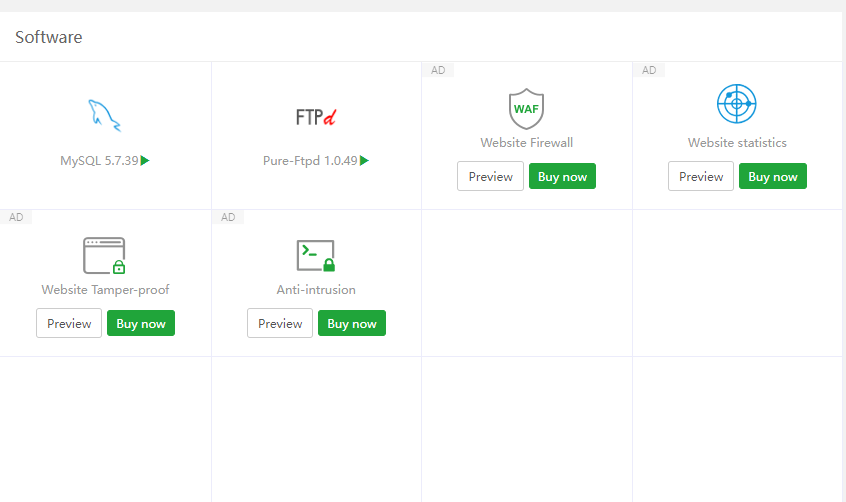 Software
MySQL 5.7.39
FTPd
Pure-Ftpd 1.0.49
AD
WAF
Website Firewall
Preview
Buy now
AD
Website statistics
Preview
Buy now
AD
Website Tamper-proof
Preview
Buy now
AD
Anti-intrusion
Preview
Buy now